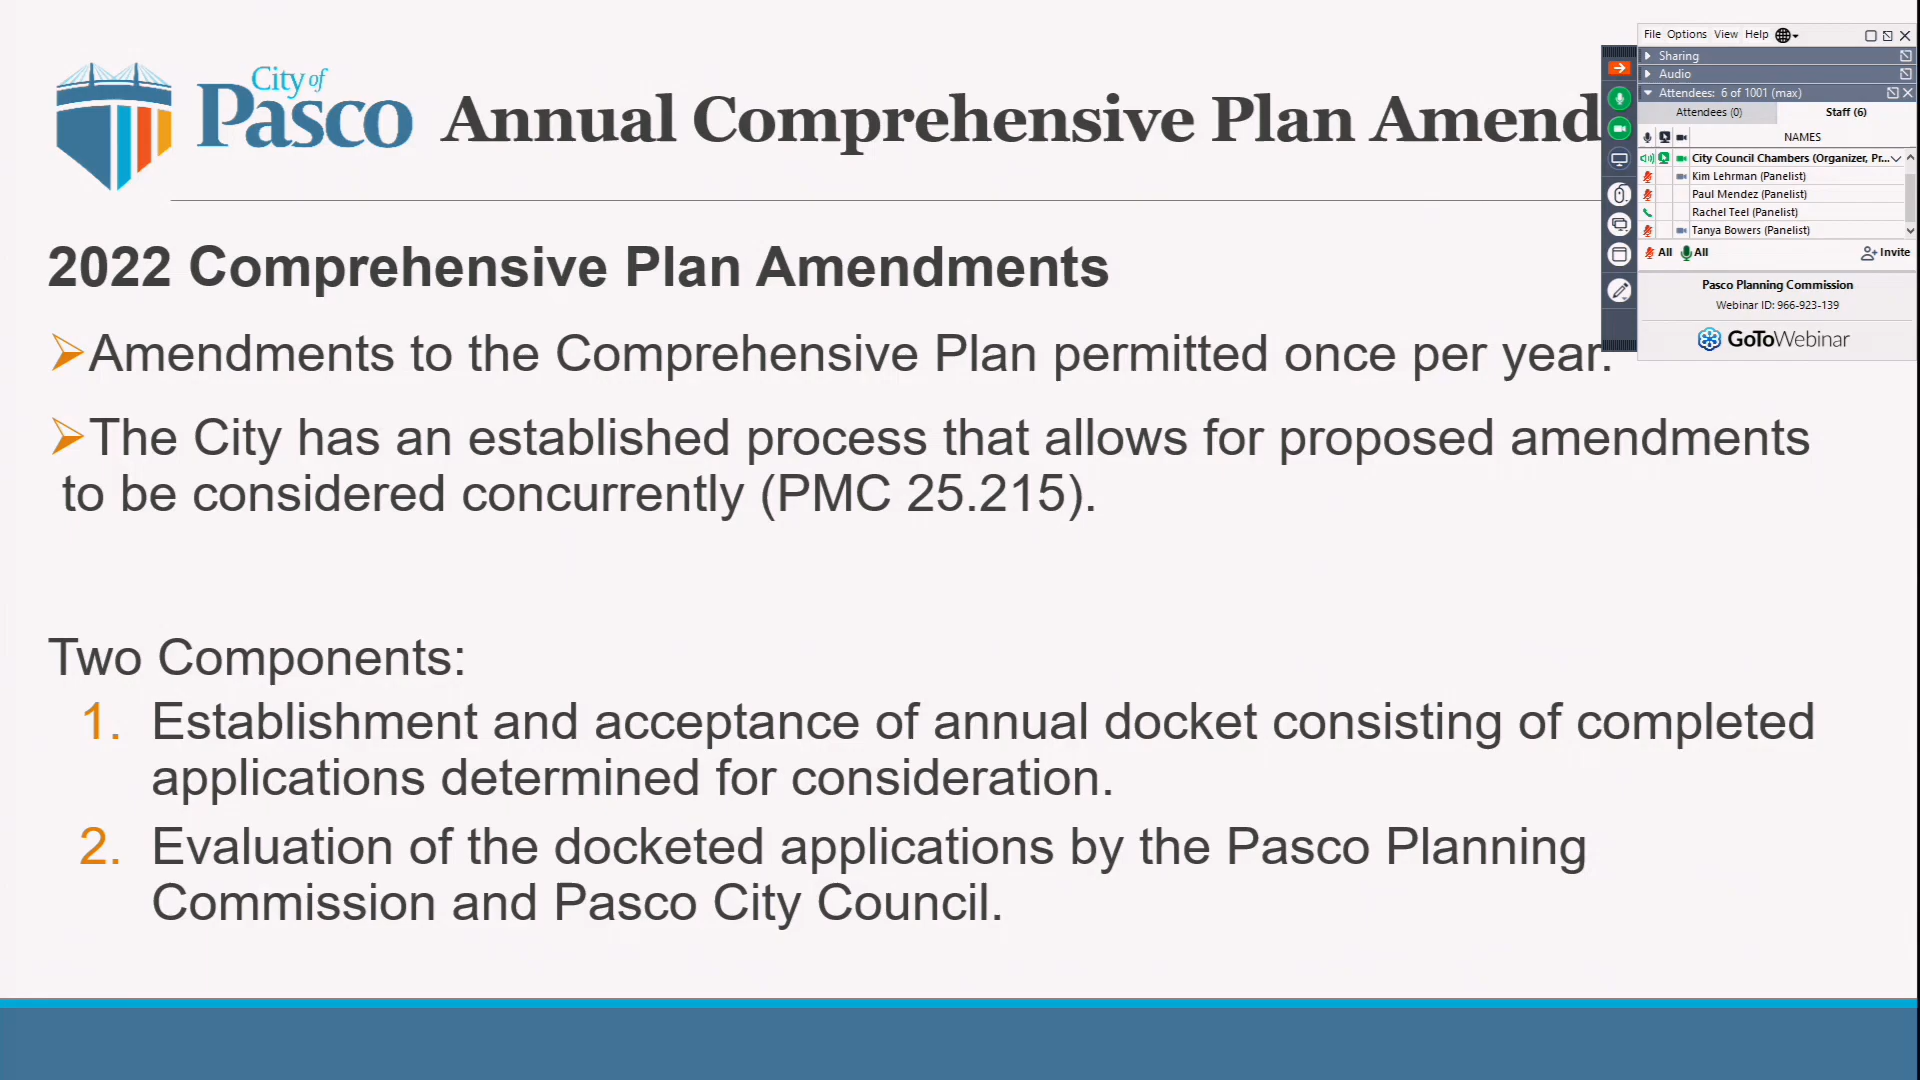 City of
Pasco
Annual Comprehensive Plan Amend
2022 Comprehensive Plan Amendments
Amendments to the Comprehensive Plan permitted once per year.
The City has an established process that allows for proposed amendments
to be considered concurrently (PMC 25.215).
Two Components:
1. Establishment and acceptance of annual docket consisting of completed
applications determined for consideration.
2. Evaluation of the docketed applications by the Pasco Planning
Commission and Pasco City Council.
File Options View Help
Sharing
Audio
Attendees: 6 of 1001 (max)
Attendees (0) Staff (6)
NAMES
City Council Chambers (Organizer, Pr...
Kim Lehrman (Panelist)
Paul Mendez (Panelist)
Rachel Teel (Panelist)
Tanya Bowers (Panelist)
All All Invite
Pasco Planning Commission
Webinar ID: 966-923-139
GoToWebinar